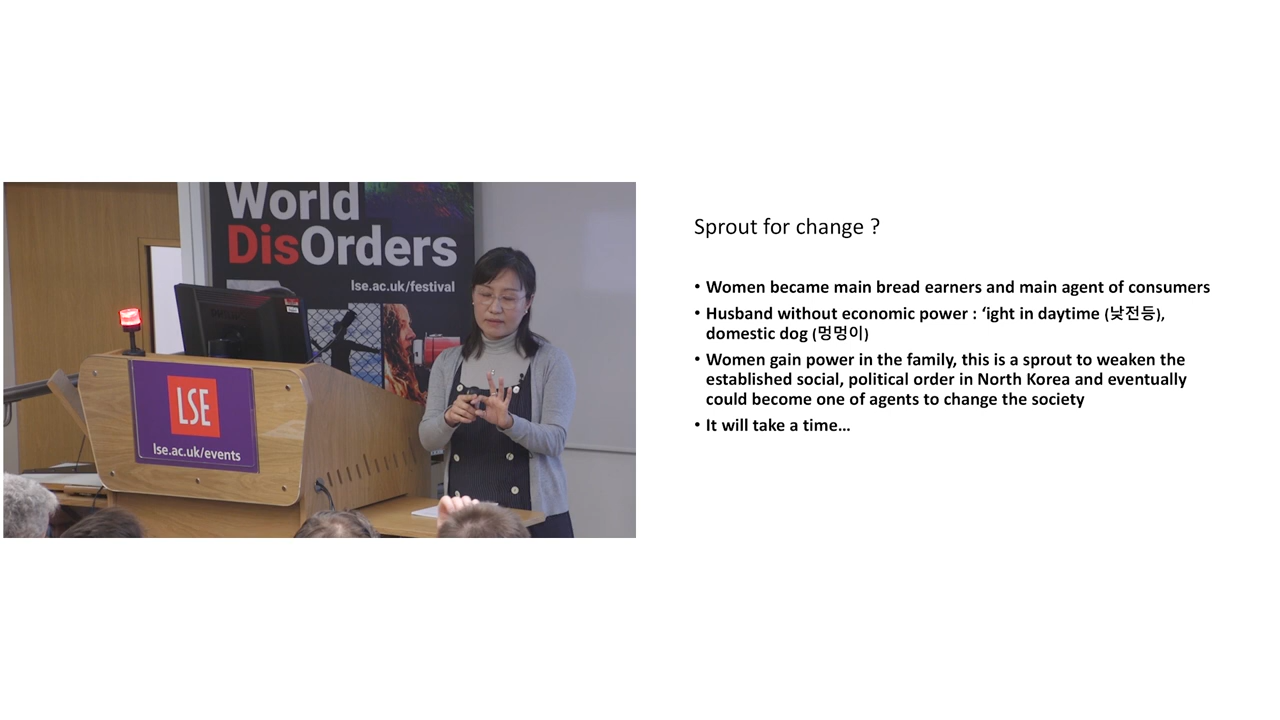 World
DisOrders
lse.ac.uk/festival
LSE
lse.ac.uk/events
Sprout for change ?
• Women became main bread earners and main agent of consumers
• Husband without economic power : ‘ight in daytime (낮전등),
domestic dog (멍멍이)
• Women gain power in the family, this is a sprout to weaken the
established social, political order in North Korea and eventually
could become one of agents to change the society
• It will take a time…